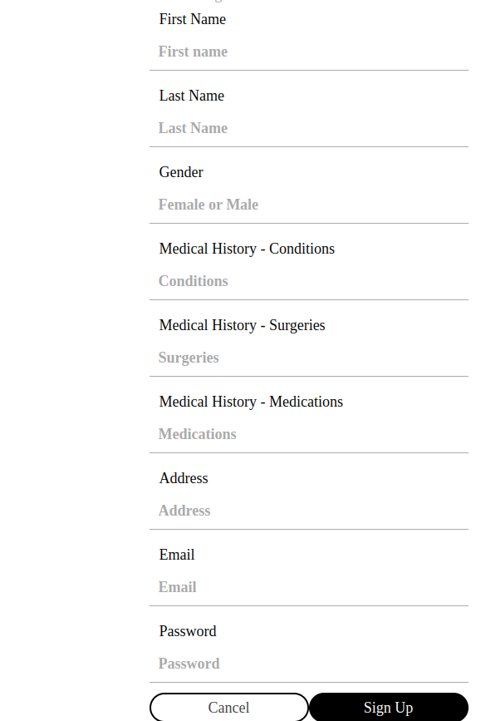 First Name
First name
Last Name
Last Name
Gender
Female or Male
Medical History - Conditions
Conditions
Medical History - Surgeries
Surgeries
Medical History - Medications
Medications
Address
Address
Email
Email
Password
Password
Cancel
Sign Up